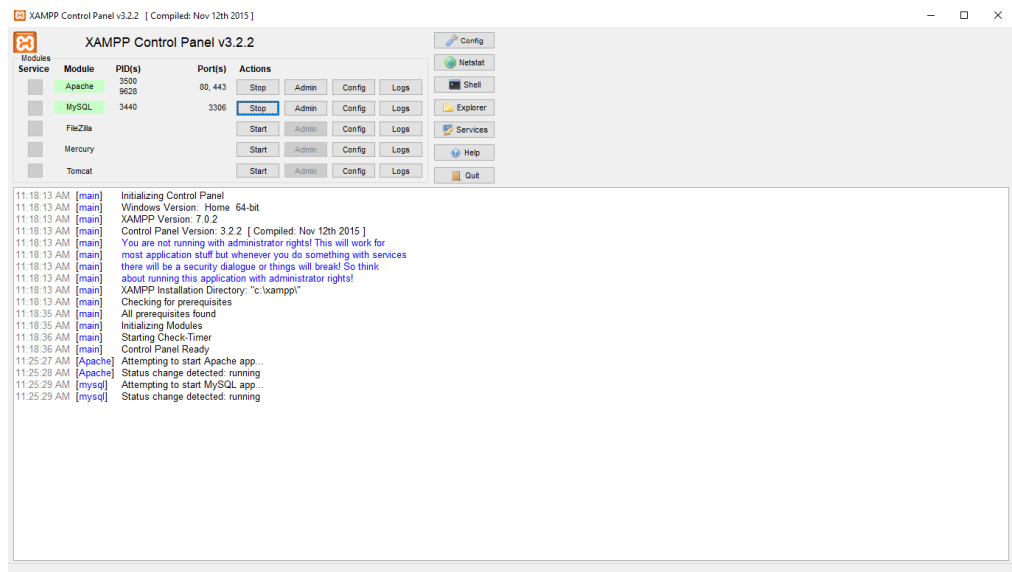 XAMPP Control Panel v3.2.2 [ Compiled: Nov 12th 2015 ]
XAMPP Control Panel v3.2.2
Config
Modules
Service Module PID(s) Port(s) Actions
Netstat
Apache 3500 9628 80, 443 Stop Admin Config Logs
Shell
MySQL 3440 3306 Stop Admin Config Logs
Explorer
FileZilla Start Admin Config Logs
Services
Mercury Start Admin Config Logs
Help
Tomcat Start Admin Config Logs
Quit
11:18:13 AM [main] Initializing Control Panel
11:18:13 AM [main] Windows Version: Home 64-bit
11:18:13 AM [main] XAMPP Version: 7.0.2
11:18:13 AM [main] Control Panel Version: 3.2.2 [ Compiled: Nov 12th 2015 ]
11:18:13 AM [main] You are not running with administrator rights! This will work for
11:18:13 AM [main] most application stuff but whenever you do something with services
11:18:13 AM [main] there will be a security dialogue or things will break! So think
11:18:13 AM [main] about running this application with administrator rights!
11:18:13 AM [main] XAMPP Installation Directory: "c:\xampp\"
11:18:13 AM [main] Checking for prerequisites
11:18:35 AM [main] All prerequisites found
11:18:35 AM [main] Initializing Modules
11:18:36 AM [main] Starting Check-Timer
11:18:36 AM [main] Control Panel Ready
11:25:27 AM [Apache] Attempting to start Apache app...
11:25:28 AM [Apache] Status change detected: running
11:25:29 AM [mysql] Attempting to start MySQL app...
11:25:29 AM [mysql] Status change detected: running